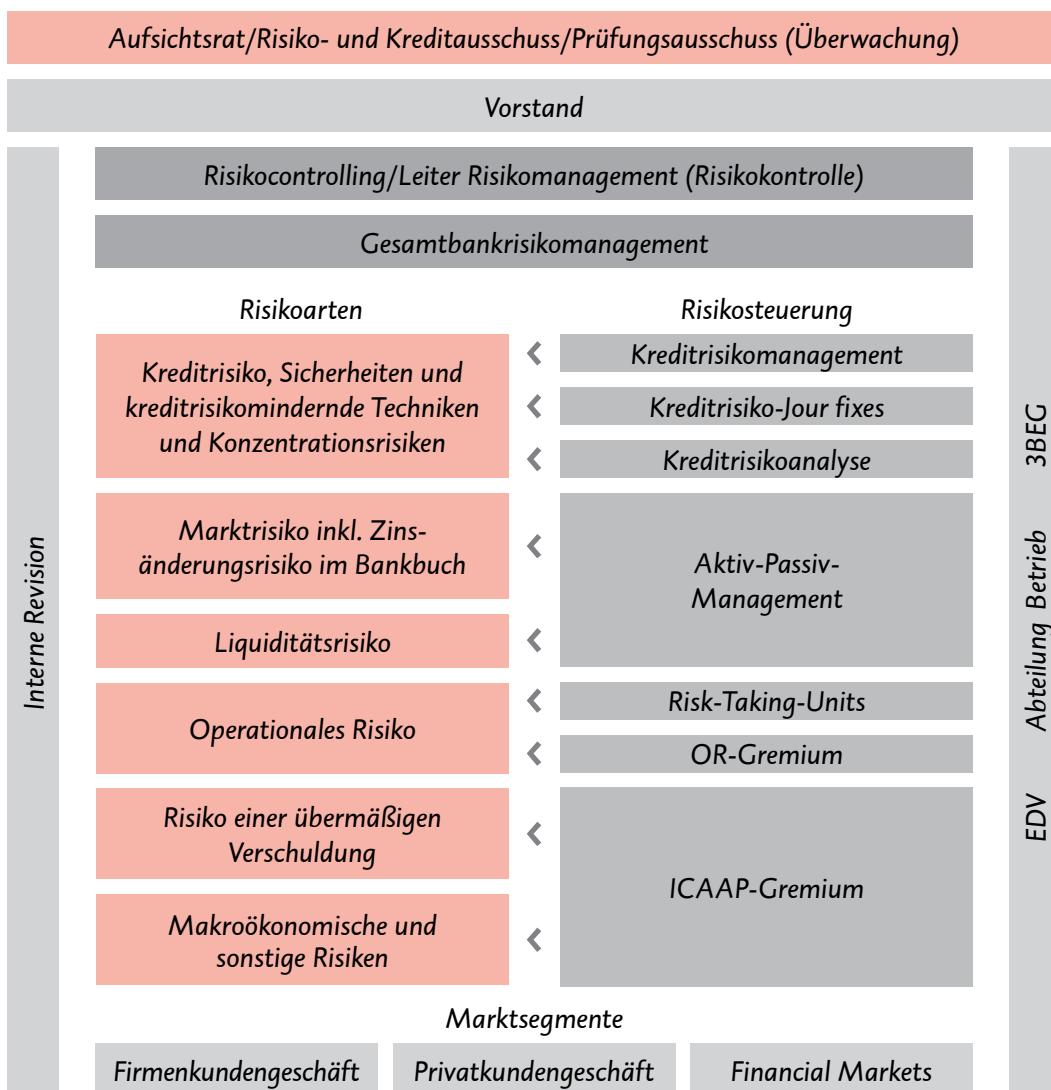 Aufsichtsrat/Risiko- und Kreditausschuss/Prüfungsausschuss (Überwachung)
Vorstand
Interne Revision
Risikocontrolling/Leiter Risikomanagement (Risikokontrolle)
Gesamtbankrisikomanagement
Risikoarten
Kreditrisiko, Sicherheiten und
kreditrisikomindernde Techniken
und Konzentrationsrisiken
Marktrisiko inkl. Zins-
änderungsrisiko im Bankbuch
Liquiditätsrisiko
Operationales Risiko
Risiko einer übermäßigen
Verschuldung
Makroökonomische und
sonstige Risiken
Risikosteuerung
Kreditrisikomanagement
Kreditrisiko-Jour fixes
Kreditrisikoanalyse
Aktiv-Passiv-
Management
Risk-Taking-Units
OR-Gremium
ICAAP-Gremium
EDV Abteilung Betrieb 3BEG
Marktsegmente
Firmenkundengeschäft
Privatkundengeschäft
Financial Markets